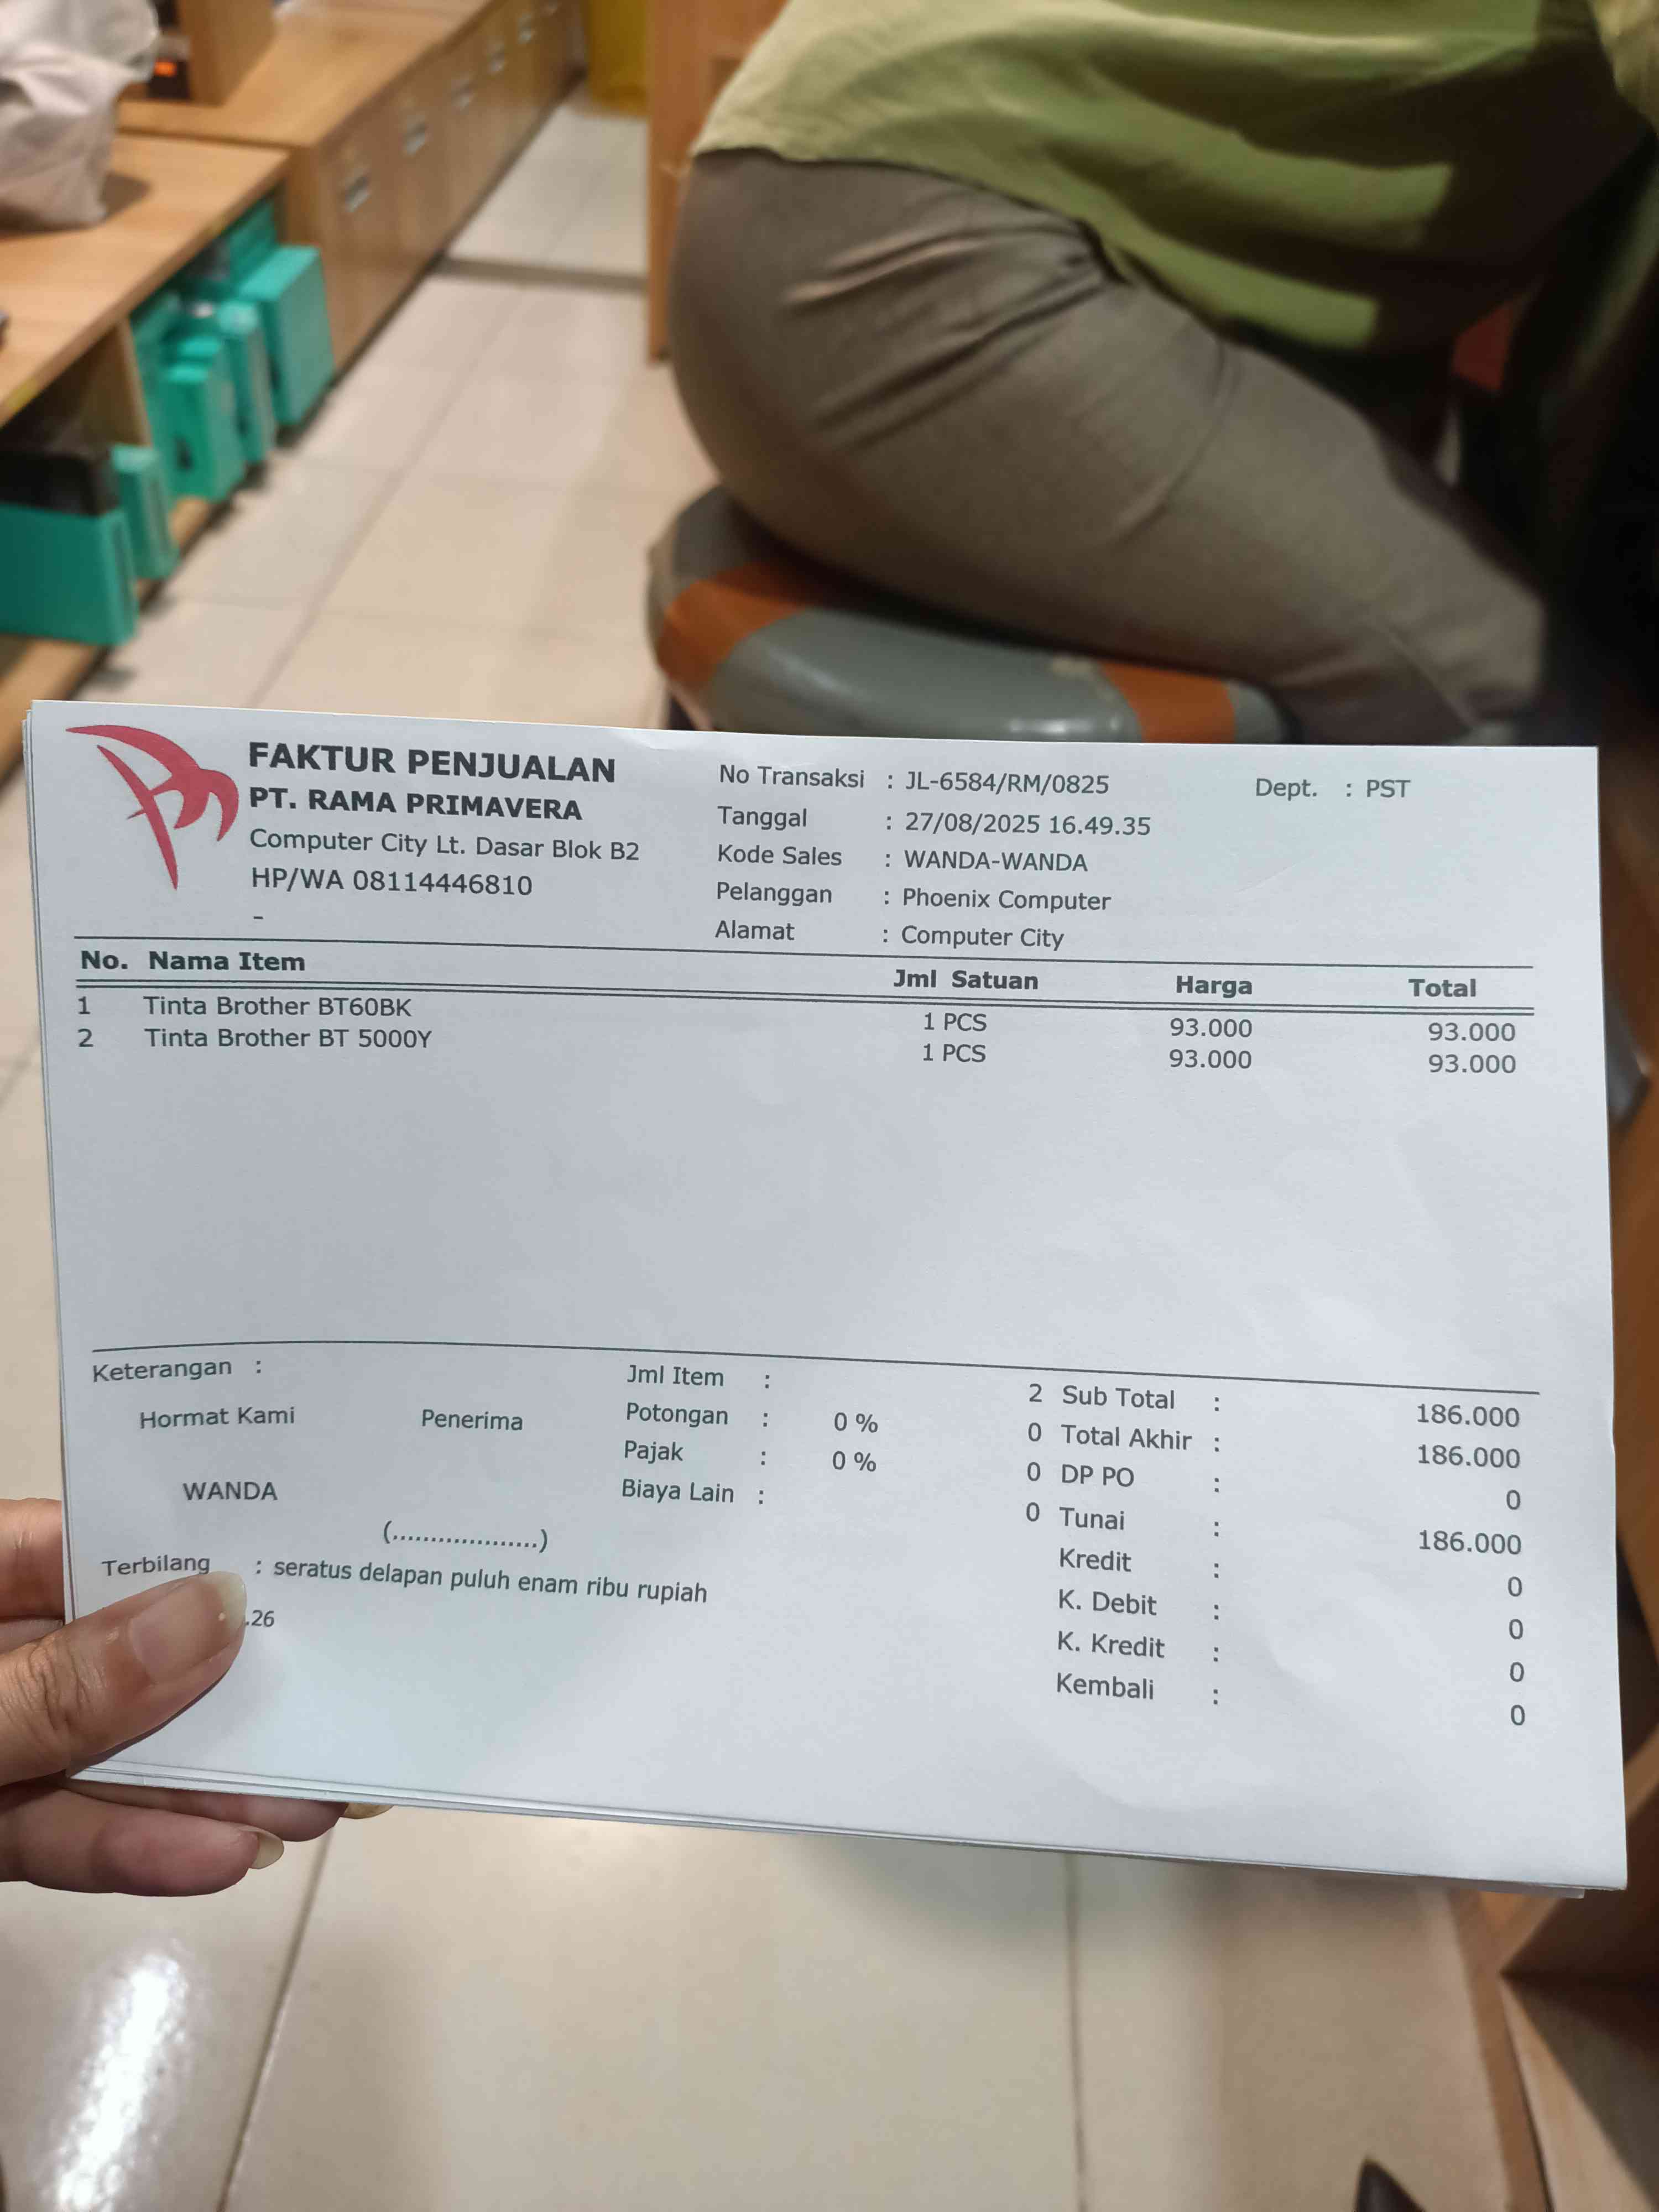 FAKTUR PENJUALAN
PT. RAMA PRIMAVERA
Computer City Lt. Dasar Blok B2
HP/WA 08114446810
-
No Transaksi : JL-6584/RM/0825 Dept. : PST
Tanggal : 27/08/2025 16.49.35
Kode Sales : WANDA-WANDA
Pelanggan : Phoenix Computer
Alamat : Computer City
No. Nama Item Jml Satuan Harga Total
1 Tinta Brother BT60BK 1 PCS 93.000 93.000
2 Tinta Brother BT 5000Y 1 PCS 93.000 93.000
Keterangan :
Hormat Kami Penerima
WANDA
(...................)
Jml Item : 2
Potongan : 0 % 0
Pajak : 0 % 0
Biaya Lain : 0
Sub Total : 186.000
Total Akhir : 186.000
DP PO : 0
Tunai : 186.000
Kredit : 0
K. Debit : 0
K. Kredit : 0
Kembali : 0
Terbilang : seratus delapan puluh enam ribu rupiah
.26